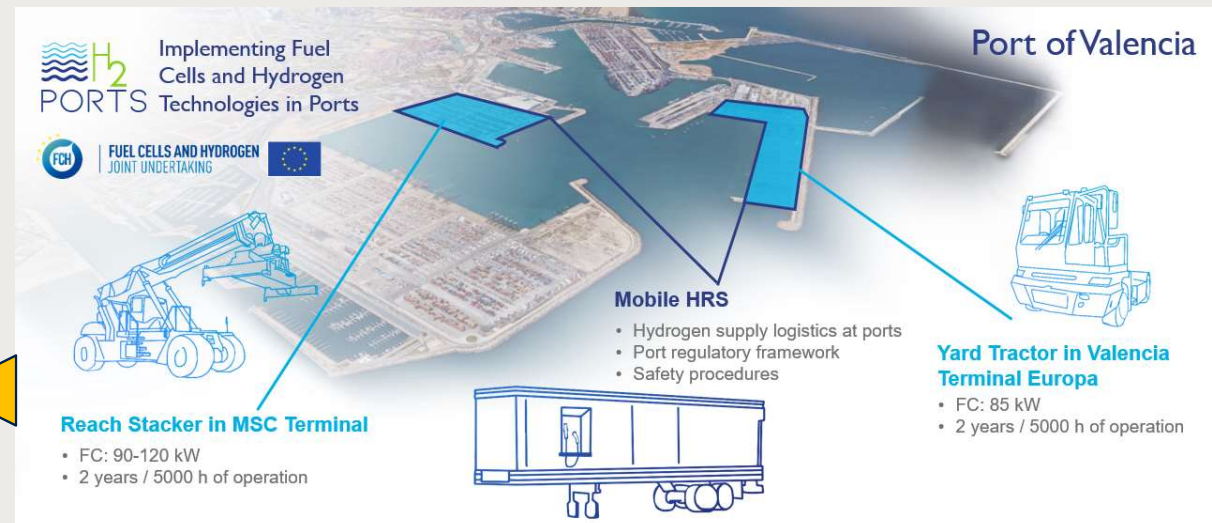 H2
PORTS
Implementing Fuel
Cells and Hydrogen
Technologies in Ports
Port of Valencia
FCH
FUEL CELLS AND HYDROGEN
JOINT UNDERTAKING
Mobile HRS
• Hydrogen supply logistics at ports
• Port regulatory framework
• Safety procedures
Yard Tractor in Valencia
Terminal Europa
• FC: 85 kW
• 2 years / 5000 h of operation
Reach Stacker in MSC Terminal
• FC: 90-120 kW
• 2 years / 5000 h of operation